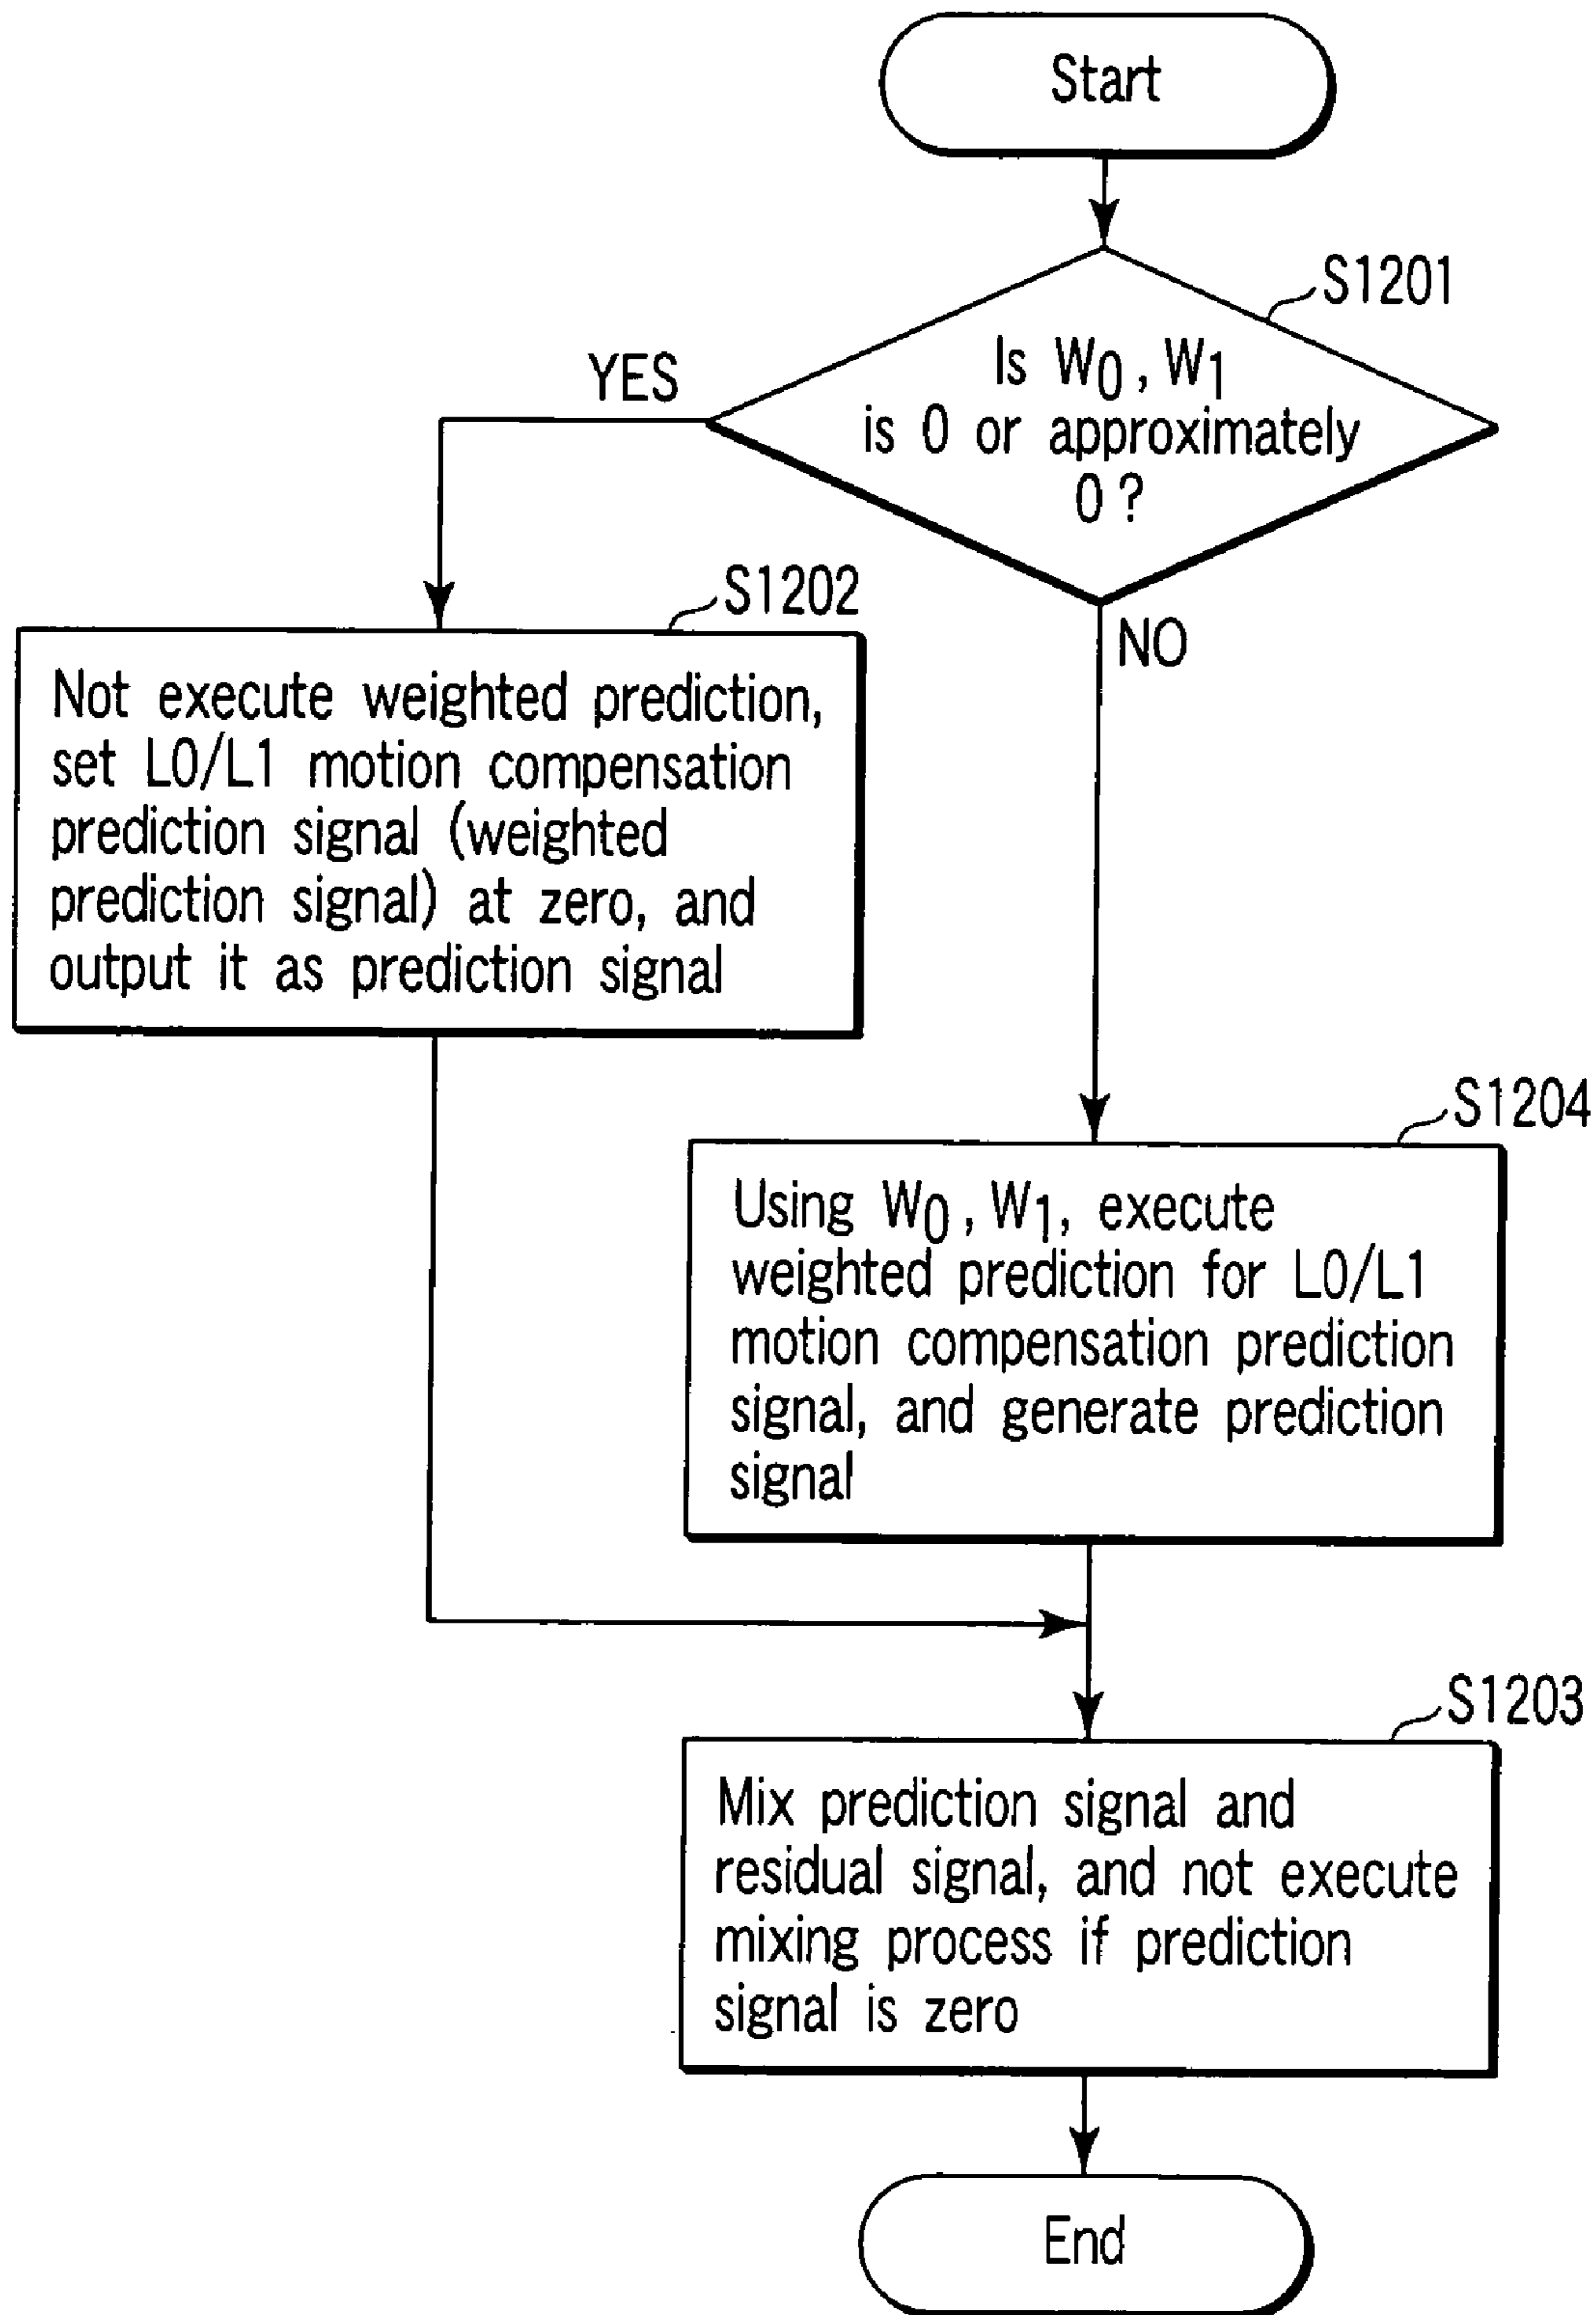 Start
S1201
Is W0, W1
is 0 or approximately
0?
YES
NO
S1202
Not execute weighted prediction,
set L0/L1 motion compensation
prediction signal (weighted
prediction signal) at zero, and
output it as prediction signal
S1204
Using W0, W1, execute
weighted prediction for L0/L1
motion compensation prediction
signal, and generate prediction
signal
S1203
Mix prediction signal and
residual signal, and not execute
mixing process if prediction
signal is zero
End